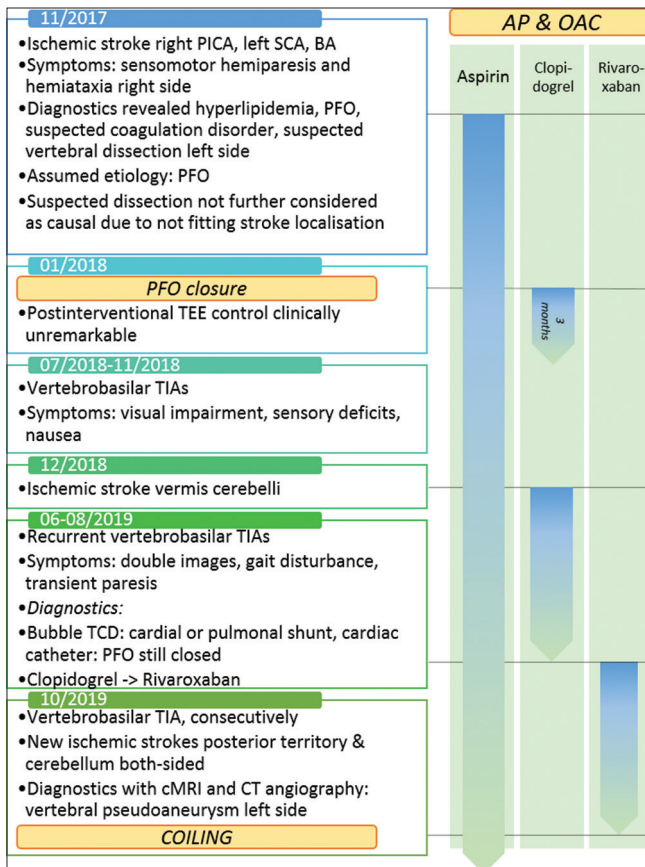 11/2017
•Ischemic stroke right PICA, left SCA, BA
•Symptoms: sensomotor hemiparesis and
hemiataxia right side
•Diagnostics revealed hyperlipidemia, PFO,
suspected coagulation disorder, suspected
vertebral dissection left side
•Assumed etiology: PFO
•Suspected dissection not further considered
as causal due to not fitting stroke localisation
01/2018
PFO closure
•Postinterventional TEE control clinically
unremarkable
07/2018-11/2018
•Vertebrobasilar TIAs
•Symptoms: visual impairment, sensory deficits,
nausea
12/2018
•Ischemic stroke vermis cerebelli
06-08/2019
•Recurrent vertebrobasilar TIAs
•Symptoms: double images, gait disturbance,
transient paresis
•Diagnostics:
•Bubble TCD: cardial or pulmonal shunt, cardiac
catheter: PFO still closed
•Clopidogrel -> Rivaroxaban
10/2019
•Vertebrobasilar TIA, consecutively
•New ischemic strokes posterior territory &
cerebellum both-sided
•Diagnostics with cMRI and CT angiography:
vertebral pseudoaneurysm left side
COILING
AP & OAC
Aspirin
Clopi-
dogrel
Rivaro-
xaban
3
months